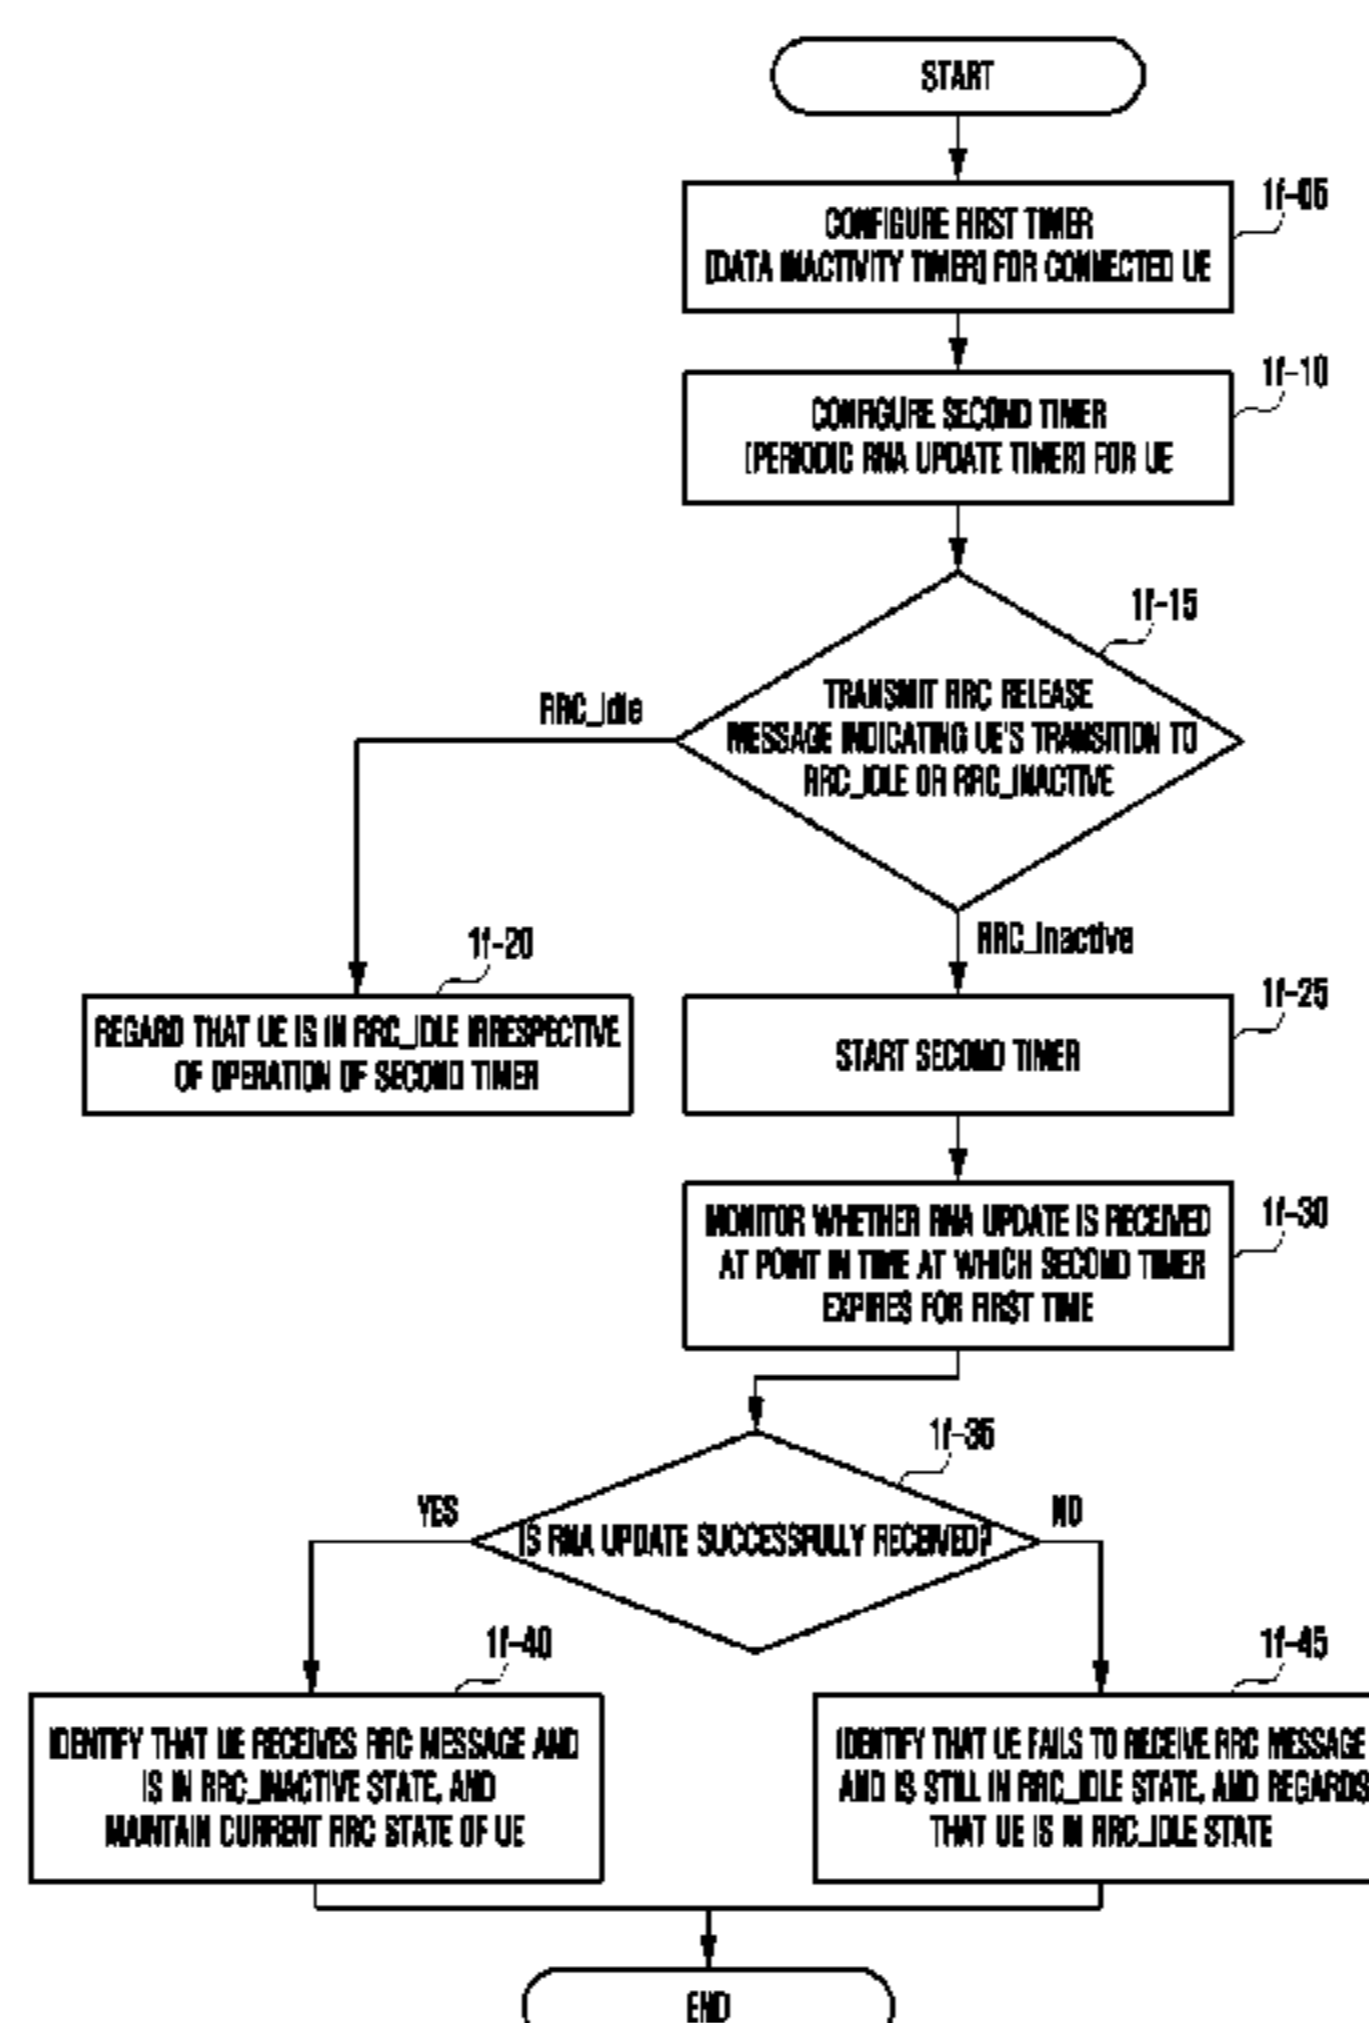 START
1f-05
CONFIGURE FIRST TIMER
[DATA INACTIVITY TIMER] FOR CONNECTED UE
1f-10
CONFIGURE SECOND TIMER
[PERIODIC RNA UPDATE TIMER] FOR UE
1f-15
TRANSMIT RRC RELEASE
MESSAGE INDICATING UE'S TRANSITION TO
RRC_IDLE OR RRC_INACTIVE
RRC_Idle
RRC_Inactive
1f-20
REGARD THAT UE IS IN RRC_IDLE IRRESPECTIVE
OF OPERATION OF SECOND TIMER
1f-25
START SECOND TIMER
1f-30
MONITOR WHETHER RNA UPDATE IS RECEIVED
AT POINT IN TIME AT WHICH SECOND TIMER
EXPIRES FOR FIRST TIME
1f-35
IS RNA UPDATE SUCCESSFULLY RECEIVED?
YES
NO
1f-40
IDENTIFY THAT UE RECEIVES RRC MESSAGE AND
IS IN RRC_INACTIVE STATE, AND
MAINTAIN CURRENT RRC STATE OF UE
1f-45
IDENTIFY THAT UE FAILS TO RECEIVE RRC MESSAGE
AND IS STILL IN RRC_IDLE STATE, AND REGARDS
THAT UE IS IN RRC_IDLE STATE
END